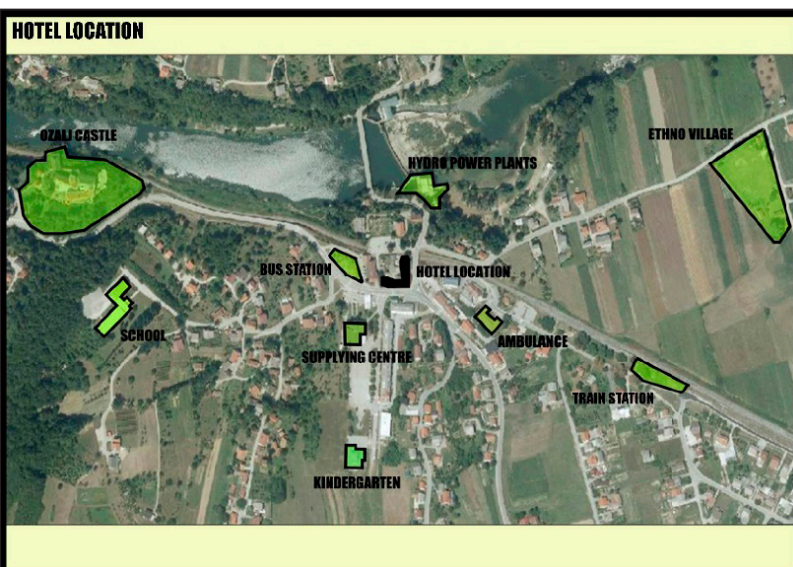 HOTEL LOCATION
OZALJ CASTLE
ETHNO VILLAGE
HYDRO POWER PLANTS
BUS STATION
HOTEL LOCATION
SCHOOL
SUPPLYING CENTRE
AMBULANCE
TRAIN STATION
KINDERGARTEN